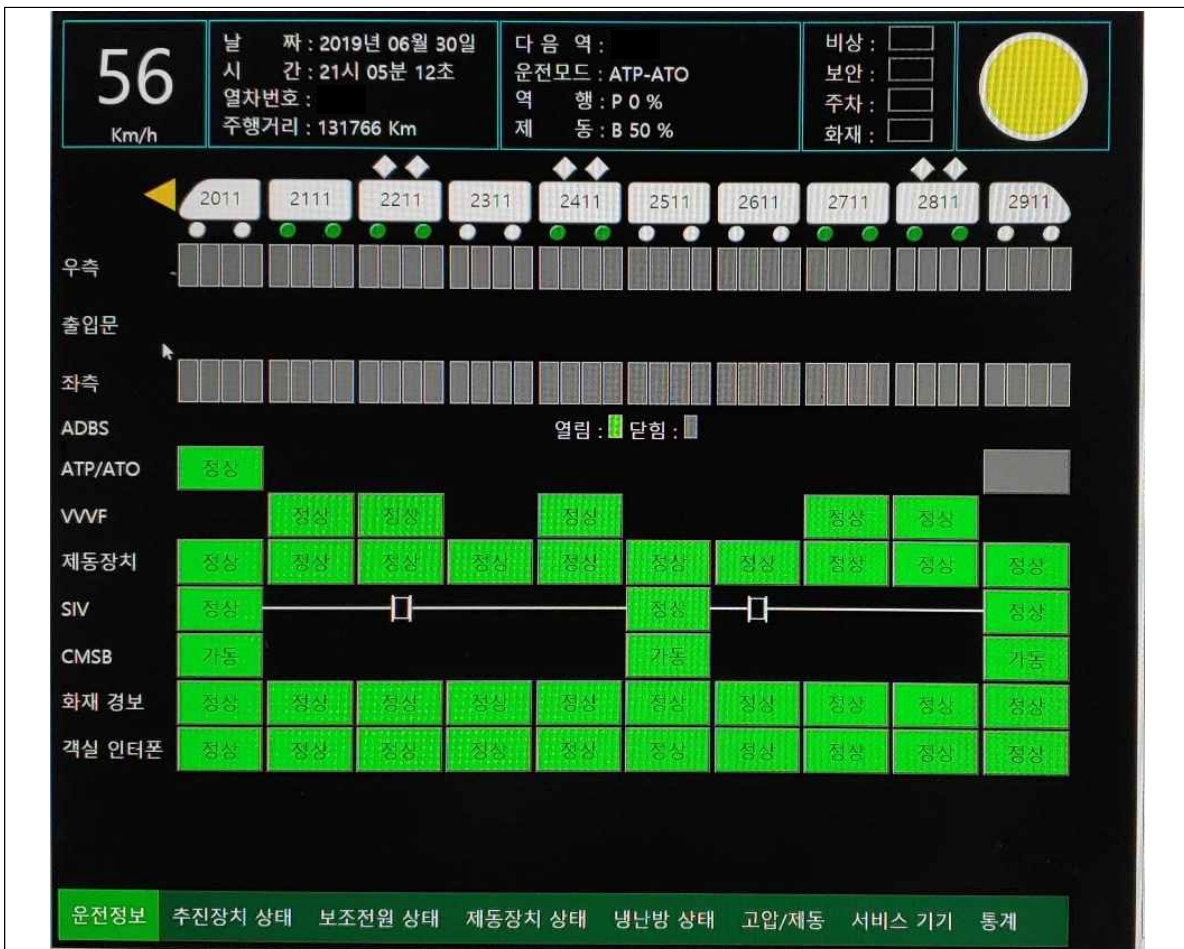 56
Km/h
날 짜 : 2019년 06월 30일
시 간 : 21시 05분 12초
열차번호 :
주행거리 : 131766 Km
다음 역 :
운전모드 : ATP-ATO
역 행 : P 0 %
제 동 : B 50 %
비상 :
보안 :
주차 :
화재 :
2011 2111 2211 2311 2411 2511 2611 2711 2811 2911
우측
출입문
좌측
ADBS 열림 : 닫힘 :
ATP/ATO 정상
VVVF 정상 정상 정상 정상 정상
제동장치 정상 정상 정상 정상 정상 정상 정상 정상 정상 정상
SIV 정상 정상 정상
CMSB 가동 가동 가동
화재 경보 정상 정상 정상 정상 정상 정상 정상 정상 정상 정상
객실 인터폰 정상 정상 정상 정상 정상 정상 정상 정상 정상 정상
운전정보 추진장치 상태 보조전원 상태 제동장치 상태 냉난방 상태 고압/제동 서비스 기기 통계